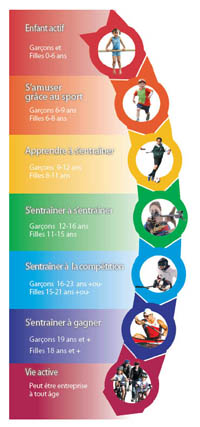 Enfant actif
Garçons et
Filles 0-6 ans
S'amuser
grâce au sport
Garçons 6-9 ans
Filles 6-8 ans
Apprendre à s'entraîner
Garçons 9-12 ans
Filles 8-11 ans
S'entraîner à s'entraîner
Garçons 12-16 ans
Filles 11-15 ans
S'entraîner à la compétition
Garçons 16-23 ans +ou-
Filles 15-21 ans +ou-
S'entraîner à gagner
Garçons 19 ans et +
Filles 18 ans et +
Vie active
Peut être entreprise
à tout âge